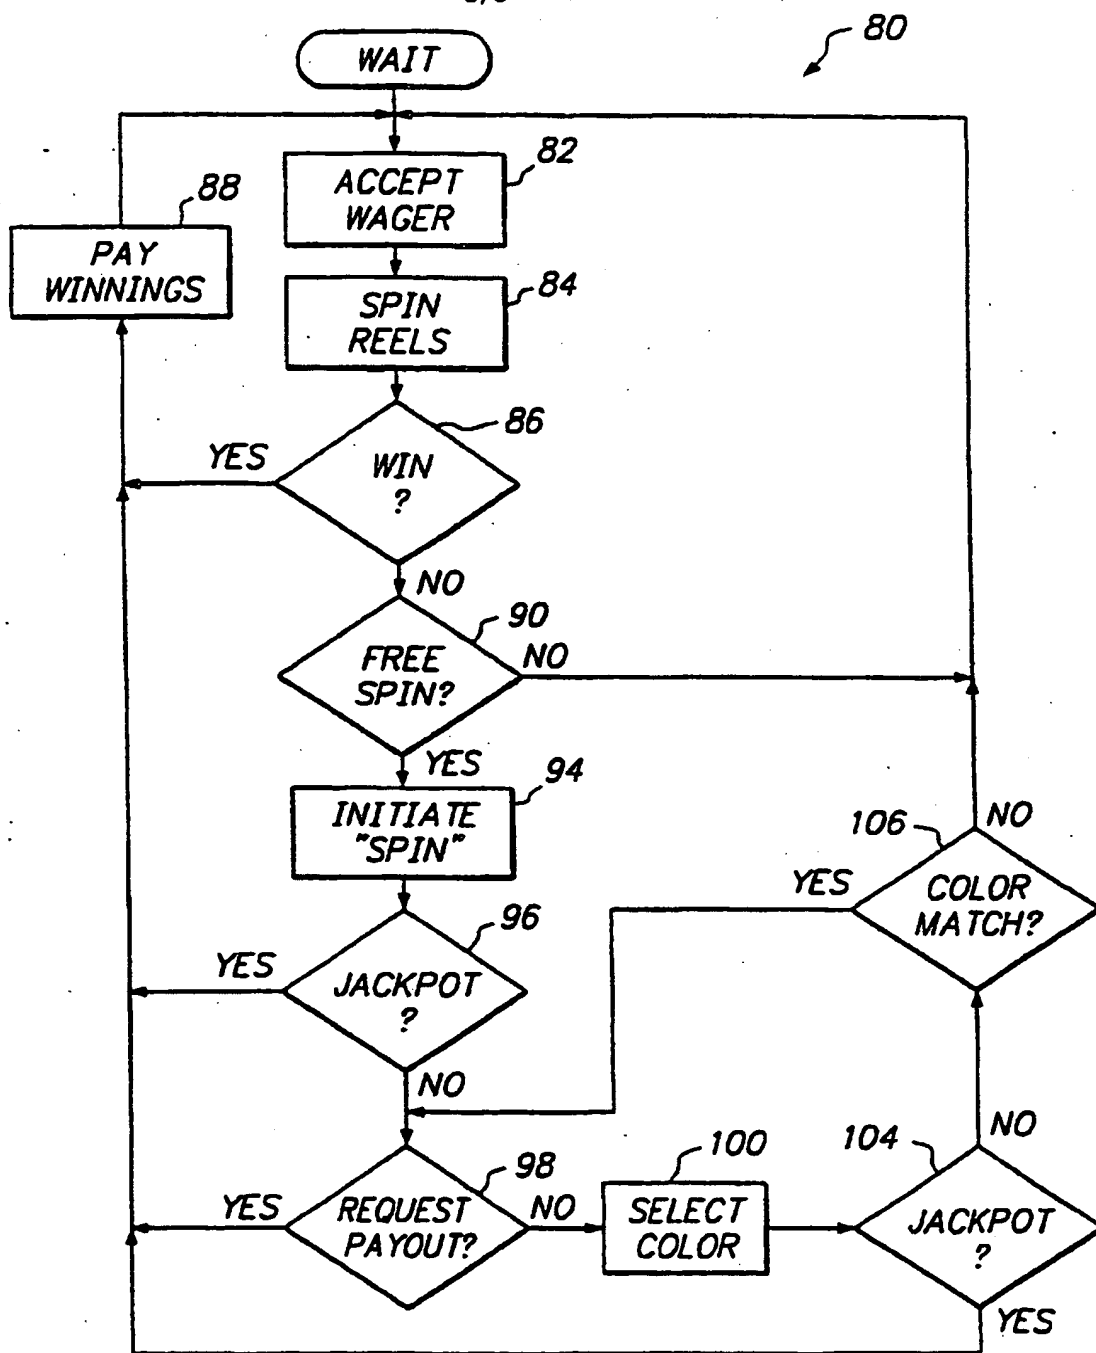 80
WAIT
82
ACCEPT
WAGER
88
PAY
WINNINGS
84
SPIN
REELS
86
YES
WIN
?
NO
90
FREE
SPIN?
NO
YES
94
INITIATE
"SPIN"
106
NO
YES
COLOR
MATCH?
96
YES
JACKPOT
?
NO
NO
98
100
104
YES
REQUEST
PAYOUT?
NO
SELECT
COLOR
JACKPOT
?
YES